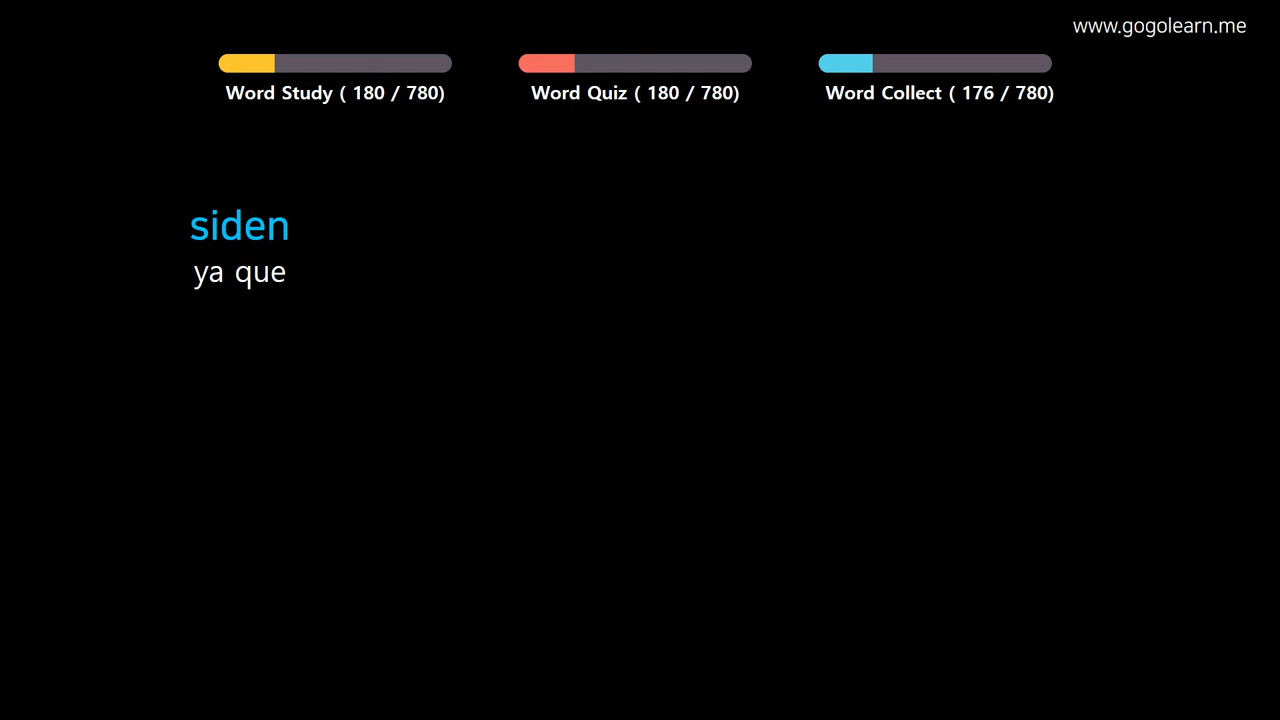 www.gogolearn.me
Word Study ( 180 / 780)
Word Quiz ( 180 / 780)
Word Collect ( 176 / 780)
siden
ya que